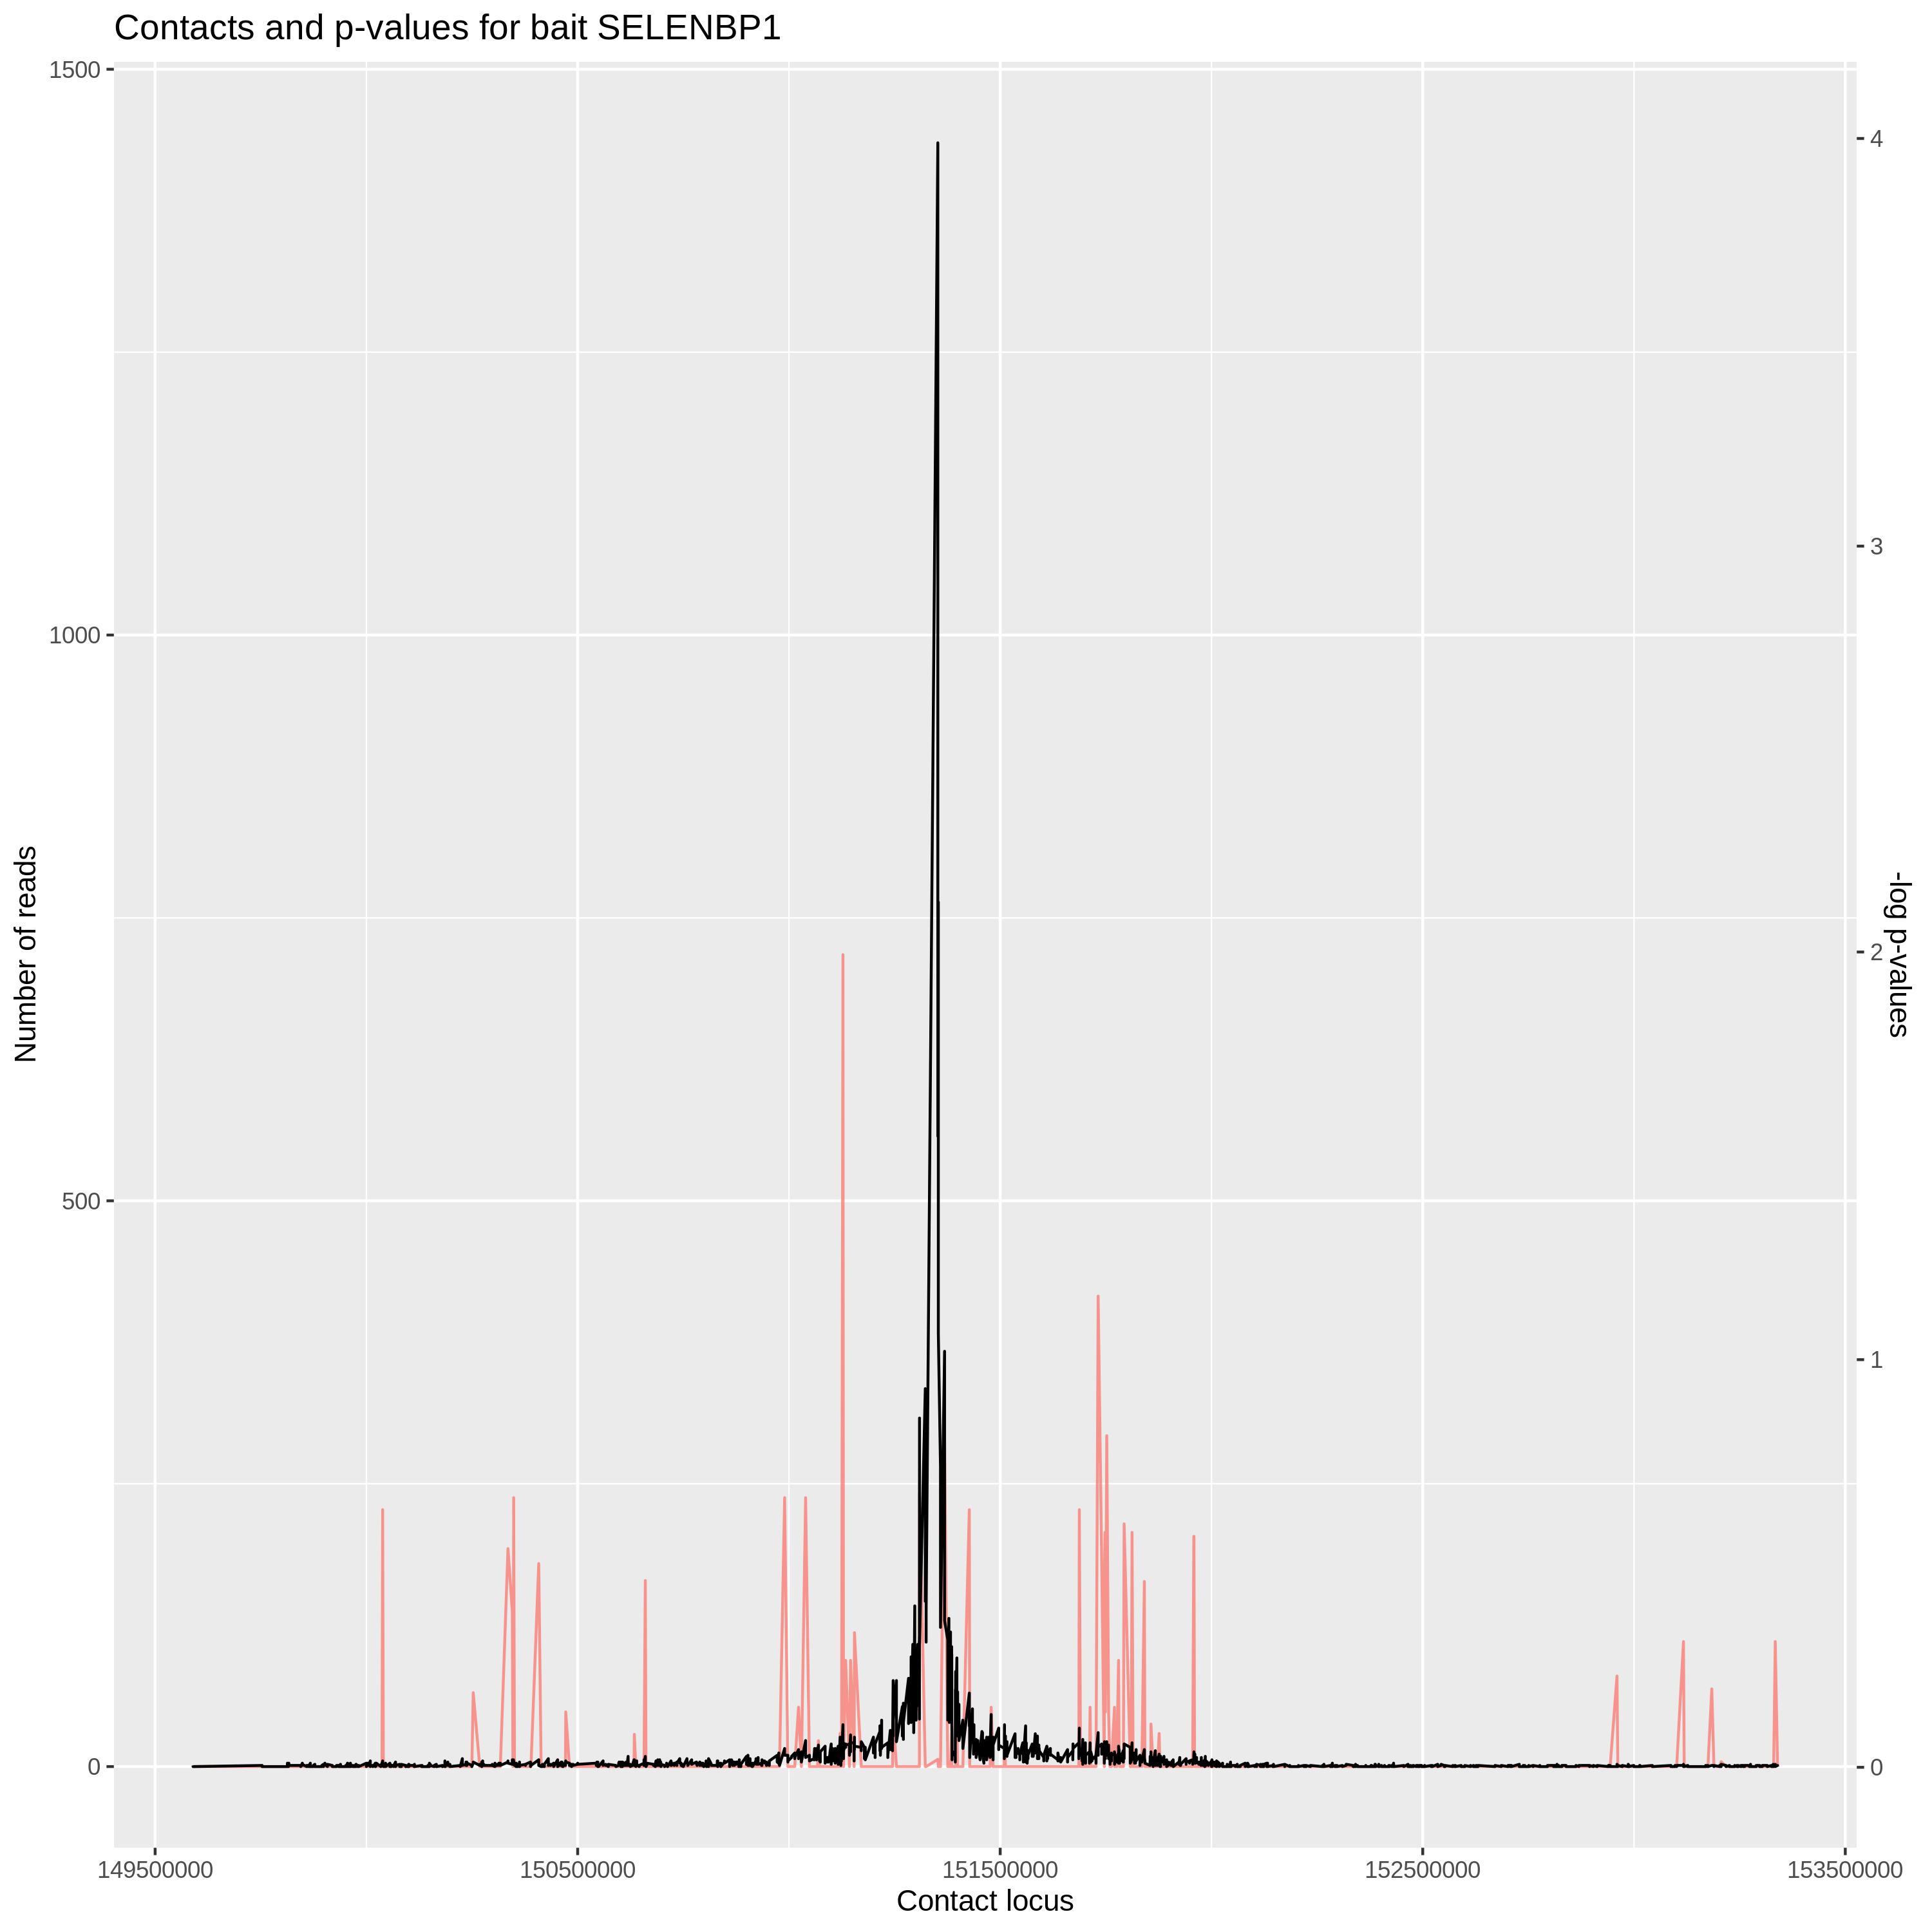 Contacts and p-values for bait SELENBP1
1500
1000
500
0
Number of reads
4
3
2
1
0
-log p-values
149500000 150500000 151500000 152500000 153500000
Contact locus